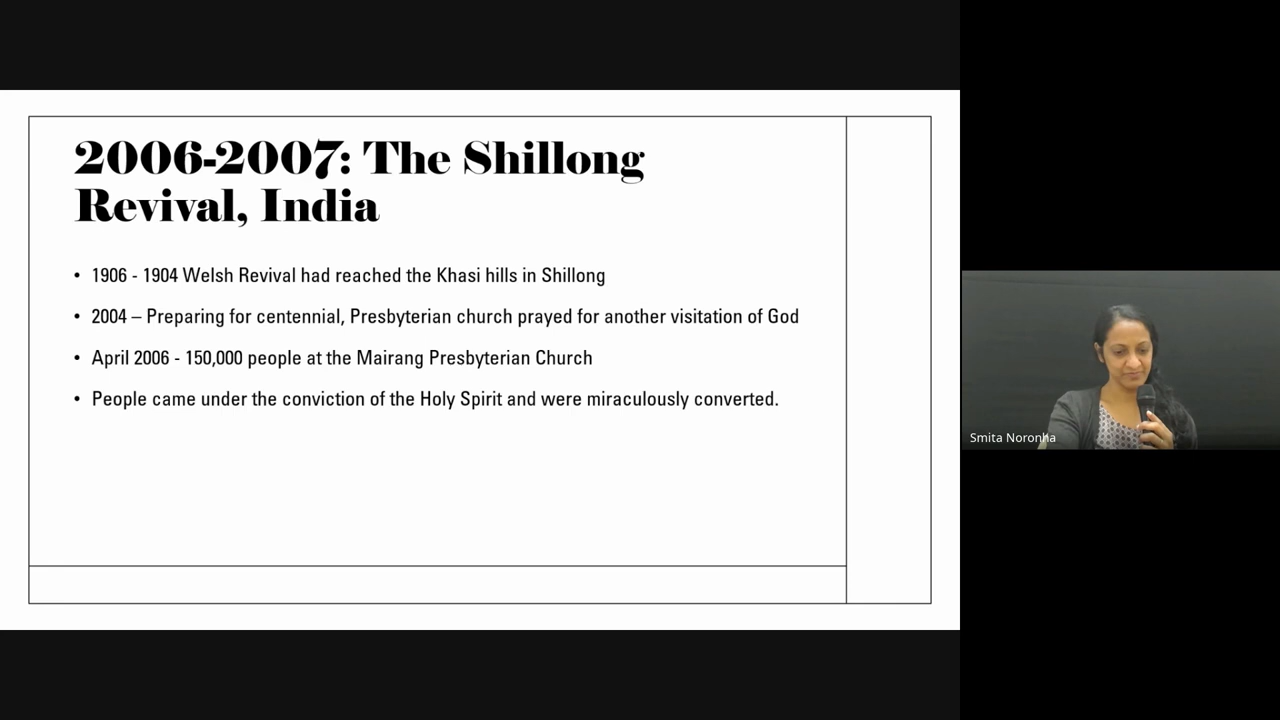 2006-2007: The Shillong
Revival, India
• 1906 - 1904 Welsh Revival had reached the Khasi hills in Shillong
• 2004 – Preparing for centennial, Presbyterian church prayed for another visitation of God
• April 2006 - 150,000 people at the Mairang Presbyterian Church
• People came under the conviction of the Holy Spirit and were miraculously converted.
Smita Noronha